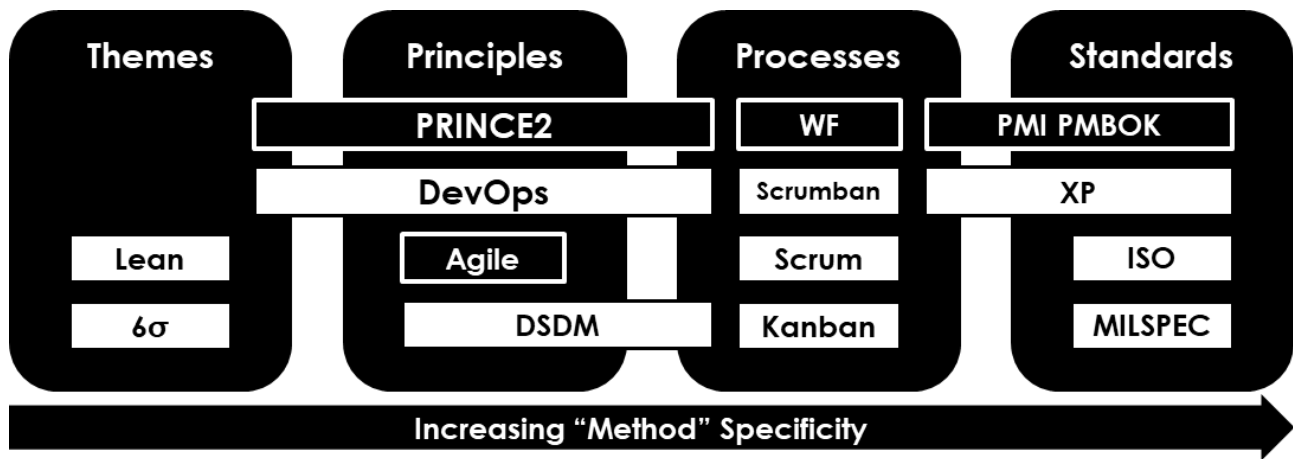 Themes Principles Processes Standards
PRINCE2 WF PMI PMBOK
DevOps Scrumban XP
Lean Agile Scrum ISO
6σ DSDM Kanban MILSPEC
Increasing “Method” Specificity